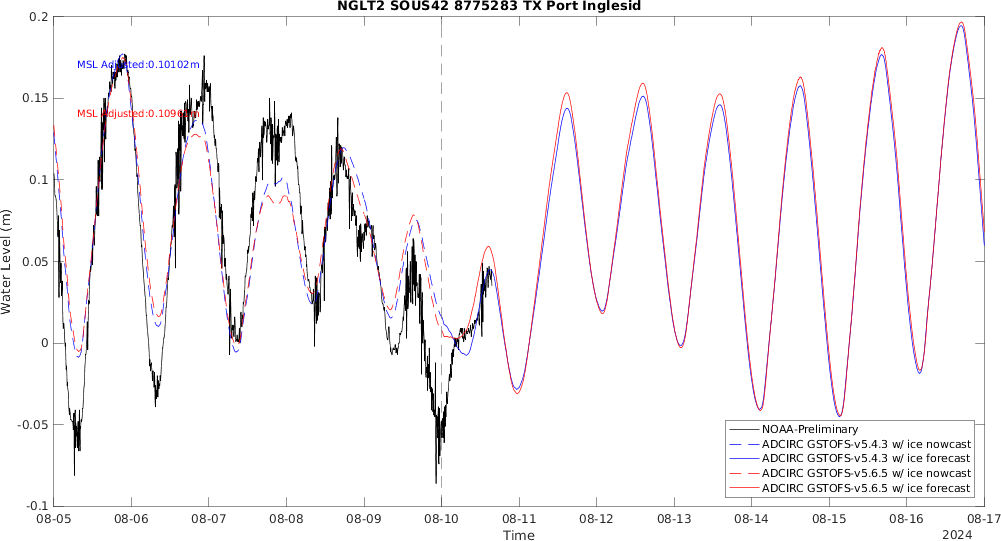 NGLT2 SOUS42 8775283 TX Port Inglesid
0.2
MSL Adjusted:0.10102m
0.15
MSL Adjusted:0.1096 m
0.1
0.05
0
-0.05
-0.1
Water Level (m)
NOAA-Preliminary
ADCIRC GSTOFS-v5.4.3 w/ ice nowcast
ADCIRC GSTOFS-v5.4.3 w/ ice forecast
ADCIRC GSTOFS-v5.6.5 w/ ice nowcast
ADCIRC GSTOFS-v5.6.5 w/ ice forecast
08-05 08-06 08-07 08-08 08-09 08-10 08-11 08-12 08-13 08-14 08-15 08-16 08-17
Time
2024